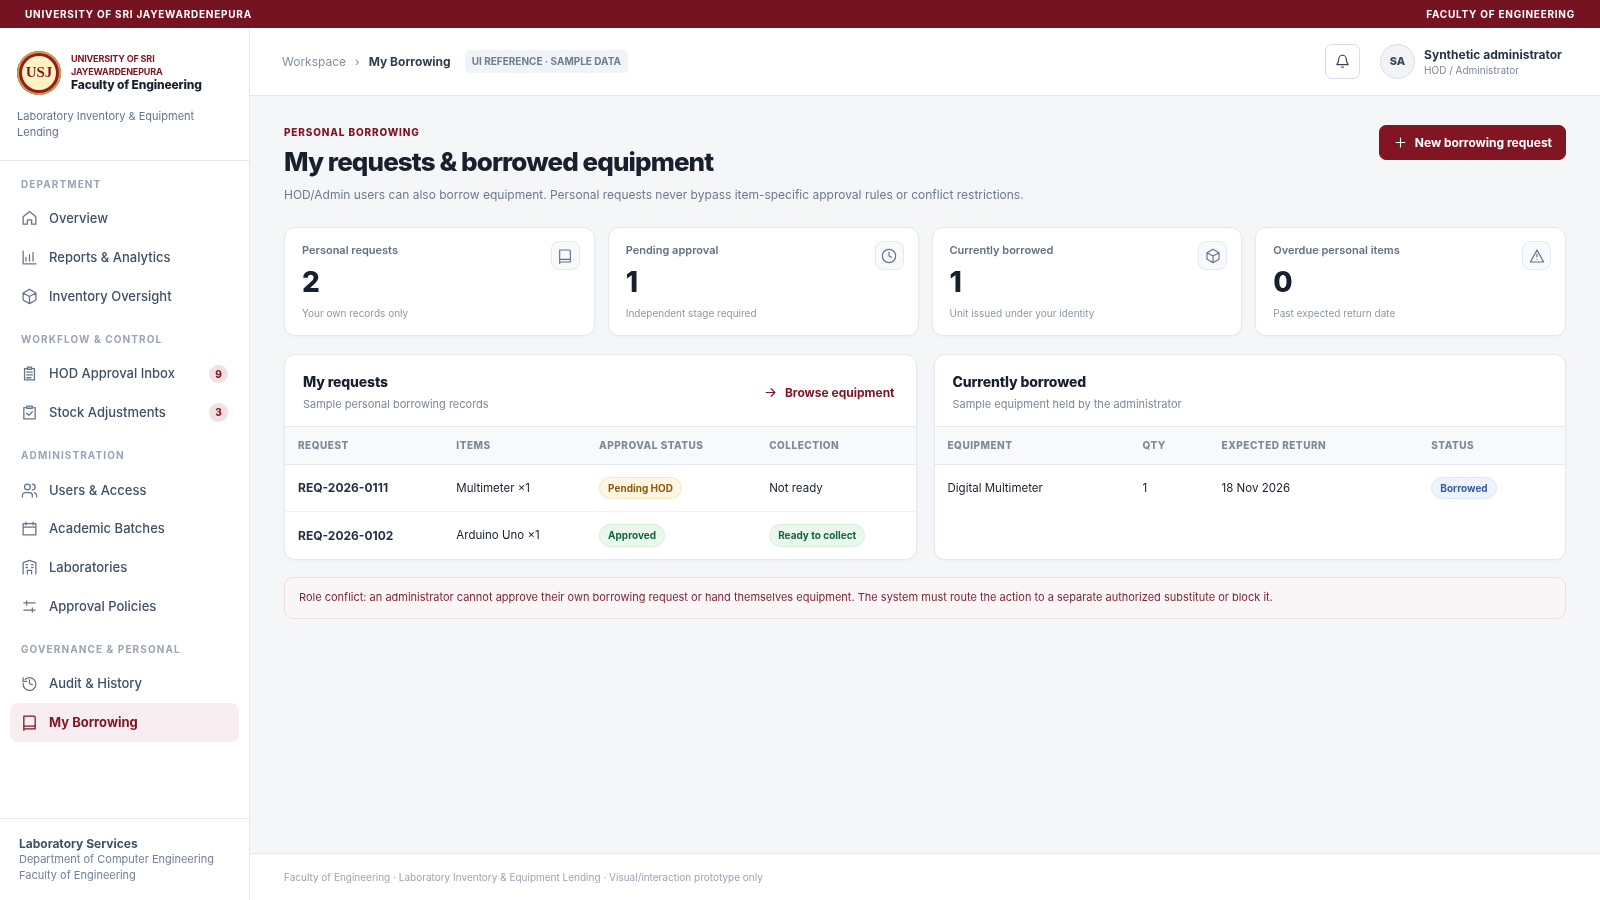 UNIVERSITY OF SRI JAYEWARDENEPURA
FACULTY OF ENGINEERING
USJ
UNIVERSITY OF SRI
JAYEWARDENEPURA
Faculty of Engineering
Laboratory Inventory & Equipment
Lending
DEPARTMENT
Overview
Reports & Analytics
Inventory Oversight
WORKFLOW & CONTROL
HOD Approval Inbox 9
Stock Adjustments 3
ADMINISTRATION
Users & Access
Academic Batches
Laboratories
Approval Policies
GOVERNANCE & PERSONAL
Audit & History
My Borrowing
Laboratory Services
Department of Computer Engineering
Faculty of Engineering
Workspace › My Borrowing UI REFERENCE · SAMPLE DATA
SA
Synthetic administrator
HOD / Administrator
PERSONAL BORROWING
My requests & borrowed equipment
HOD/Admin users can also borrow equipment. Personal requests never bypass item-specific approval rules or conflict restrictions.
New borrowing request
Personal requests
2
Your own records only
Pending approval
1
Independent stage required
Currently borrowed
1
Unit issued under your identity
Overdue personal items
0
Past expected return date
My requests
Sample personal borrowing records
→ Browse equipment
REQUEST ITEMS APPROVAL STATUS COLLECTION
REQ-2026-0111 Multimeter ×1 Pending HOD Not ready
REQ-2026-0102 Arduino Uno ×1 Approved Ready to collect
Currently borrowed
Sample equipment held by the administrator
EQUIPMENT QTY EXPECTED RETURN STATUS
Digital Multimeter 1 18 Nov 2026 Borrowed
Role conflict: an administrator cannot approve their own borrowing request or hand themselves equipment. The system must route the action to a separate authorized substitute or block it.
Faculty of Engineering · Laboratory Inventory & Equipment Lending · Visual/interaction prototype only